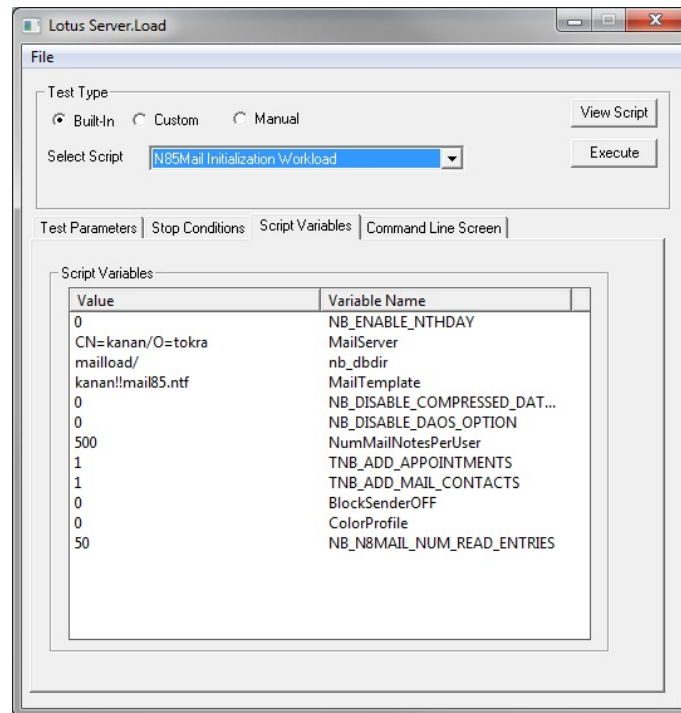 Lotus Server.Load
File
Test Type
Built-In Custom Manual
View Script
Select Script N85Mail Initialization Workload
Execute
Test Parameters Stop Conditions Script Variables Command Line Screen
Script Variables
Value Variable Name
0 NB_ENABLE_NTHDAY
CN=kanan/O=tokra MailServer
mailload/ nb_dbdir
kanan!!mail85.ntf MailTemplate
0 NB_DISABLE_COMPRESSED_DAT...
0 NB_DISABLE_DAOS_OPTION
500 NumMailNotesPerUser
1 TNB_ADD_APPOINTMENTS
1 TNB_ADD_MAIL_CONTACTS
0 BlockSenderOFF
0 ColorProfile
50 NB_N8MAIL_NUM_READ_ENTRIES